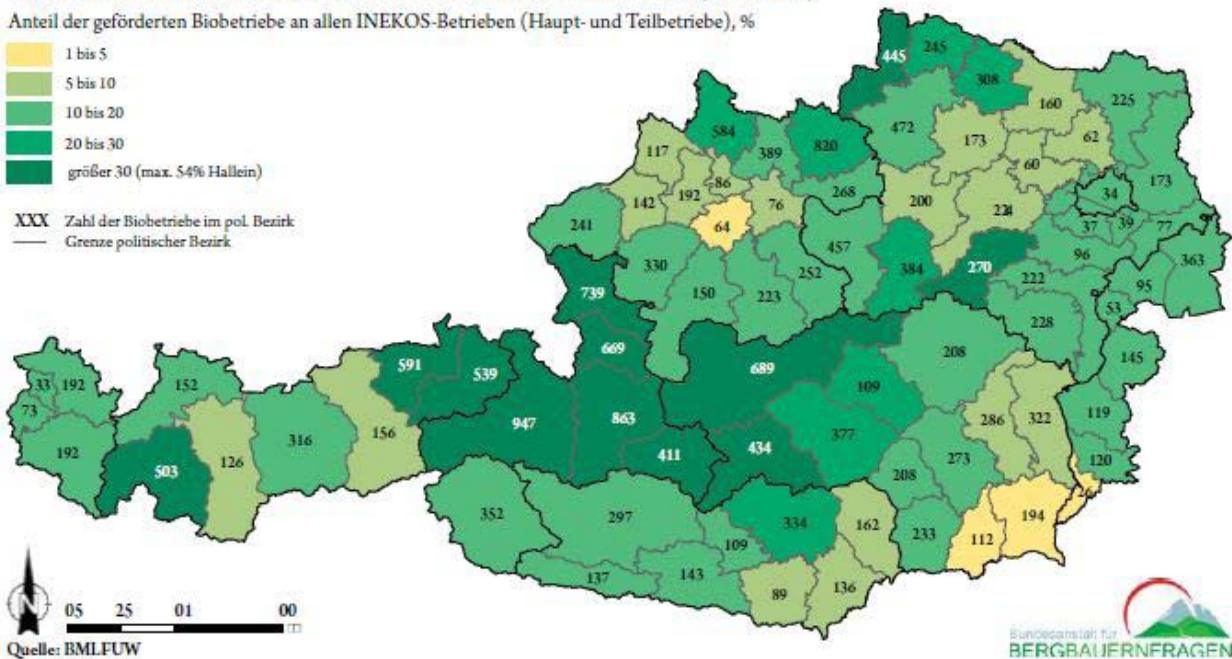 Anteil der geförderten Biobetriebe an allen INEKOS-Betrieben (Haupt- und Teilbetriebe), %
1 bis 5
5 bis 10
10 bis 20
20 bis 30
größer 30 (max. 54% Hallein)
XXX Zahl der Biobetriebe im pol. Bezirk
Grenze politischer Bezirk
445 245 308 160 225
584 389 820 472 173 62
117 86 60
142 192 76 268 200 224 34 173
241 64 37 39 77
330 150 223 252 457 384 270 96 363
222 95
739 228 53
669 689 208 145
591 539 109
33 192 152 286 322 119
73 316 156 947 863 377
192 503 126 411 434 208 273 120
352 297 334 162 233 112 194
109
137 143 89 136
N
05 25 01 00
Quelle: BMLFUW
Bundesanstalt für
BERGBAUERNFRAGEN